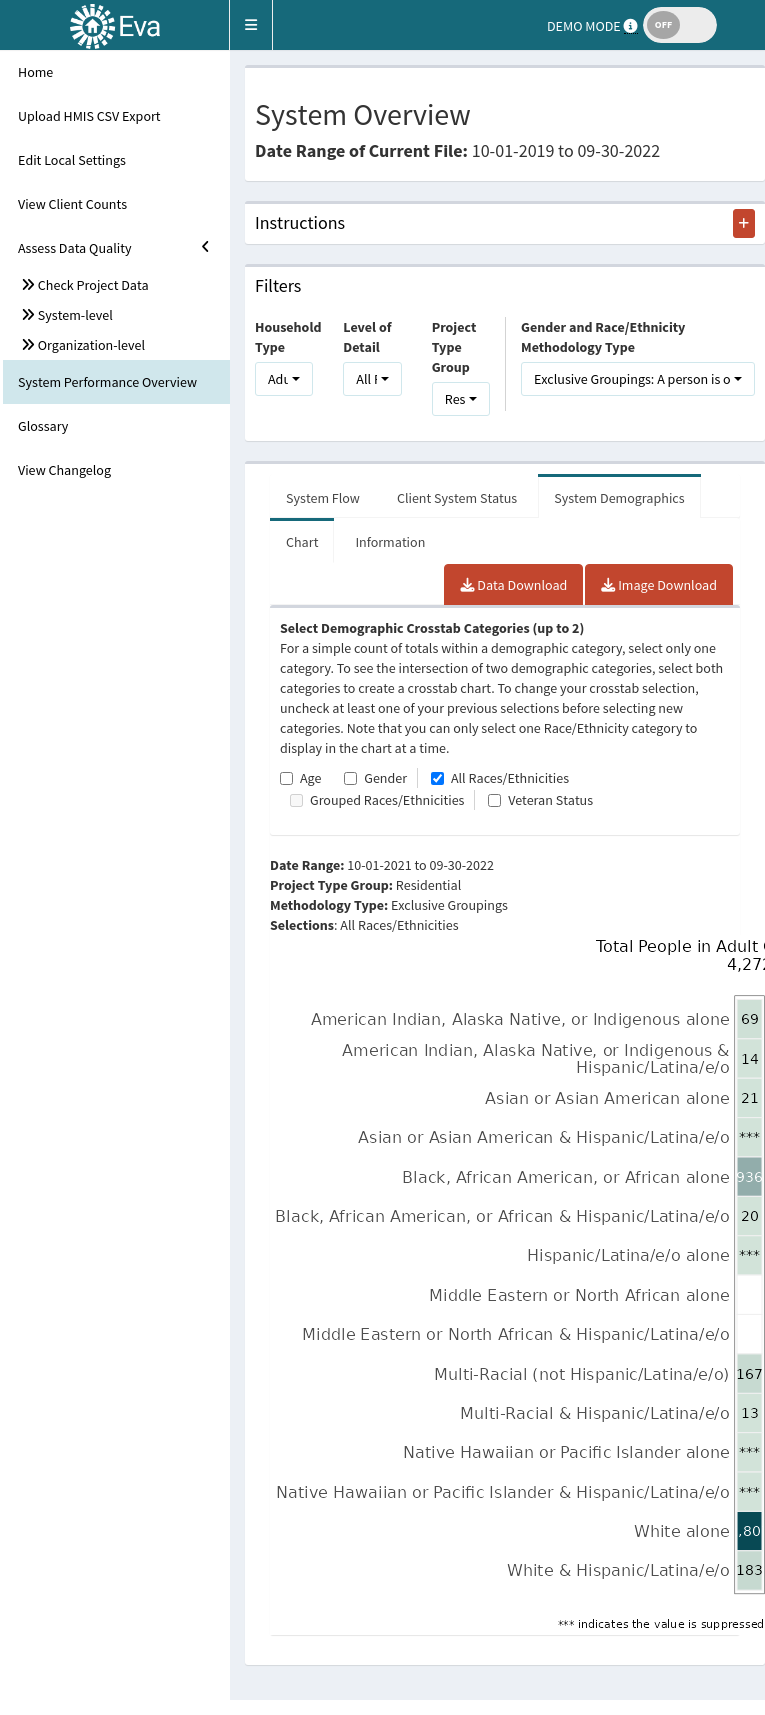 Eva
DEMO MODE
OFF
Home
Upload HMIS CSV Export
Edit Local Settings
View Client Counts
Assess Data Quality
Check Project Data
System-level
Organization-level
System Performance Overview
Glossary
View Changelog
System Overview
Date Range of Current File: 10-01-2019 to 09-30-2022
Instructions
+
Filters
Household
Type
Level of
Detail
Project
Type
Group
Gender and Race/Ethnicity
Methodology Type
All
Res
Exclusive Groupings: A person is o
System Flow
Client System Status
System Demographics
Chart
Information
Data Download
Image Download
Select Demographic Crosstab Categories (up to 2)
For a simple count of totals within a demographic category, select only one
category. To see the intersection of two demographic categories, select both
categories to create a crosstab chart. To change your crosstab selection,
uncheck at least one of your previous selections before selecting new
categories. Note that you can only select one Race/Ethnicity category to
display in the chart at a time.
Age
Gender
All Races/Ethnicities
Grouped Races/Ethnicities
Veteran Status
Date Range: 10-01-2021 to 09-30-2022
Project Type Group: Residential
Methodology Type: Exclusive Groupings
Selections: All Races/Ethnicities
Total People in Adult
4,272
American Indian, Alaska Native, or Indigenous alone 69
American Indian, Alaska Native, or Indigenous &
Hispanic/Latina/e/o 14
Asian or Asian American alone 21
Asian or Asian American & Hispanic/Latina/e/o ***
Black, African American, or African alone 936
Black, African American, or African & Hispanic/Latina/e/o 20
Hispanic/Latina/e/o alone ***
Middle Eastern or North African alone
Middle Eastern or North African & Hispanic/Latina/e/o
Multi-Racial (not Hispanic/Latina/e/o) 167
Multi-Racial & Hispanic/Latina/e/o 13
Native Hawaiian or Pacific Islander alone ***
Native Hawaiian or Pacific Islander & Hispanic/Latina/e/o ***
White alone ,80
White & Hispanic/Latina/e/o 183
*** indicates the value is suppressed